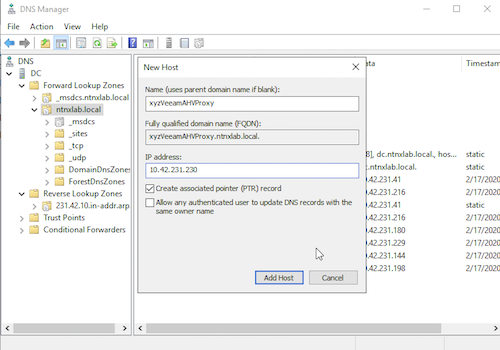 DNS Manager
File Action View Help
DNS
DC
Forward Lookup Zones
_msdcs.ntnxlab.local
ntnxlab.local
_msdcs
_sites
_tcp
_udp
DomainDnsZones
ForestDnsZones
Reverse Lookup Zones
231.42.10.in-addr.arp
Trust Points
Conditional Forwarders
New Host
Name (uses parent domain name if blank):
xyzVeeamAHVProxy
Fully qualified domain name (FQDN):
xyzVeeamAHVProxy.ntnxlab.local.
IP address:
10.42.231.230
Create associated pointer (PTR) record
Allow any authenticated user to update DNS records with the
same owner name
Add Host Cancel
ata Timestam
8], dc.ntnxlab.local., hos... static
c.ntnxlab.local. static
.42.231.41 2/17/2020
.42.231.216 2/17/2020
.42.231.41 static
.42.231.216 2/17/2020
.42.231.180 2/17/2020
.42.231.229 2/17/2020
.42.231.144 2/17/2020
.42.231.198 2/17/2020